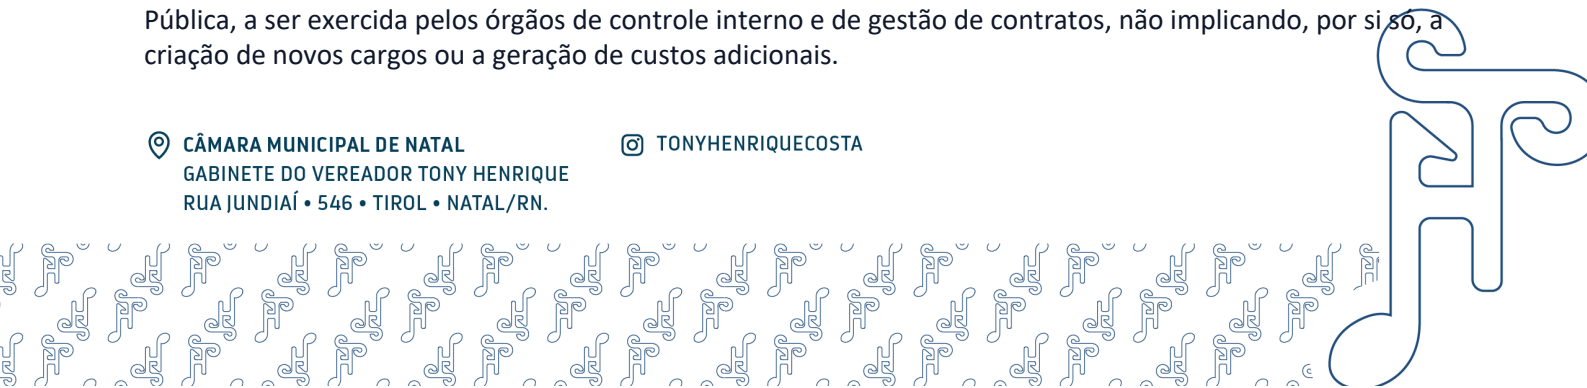 Pública, a ser exercida pelos órgãos de controle interno e de gestão de contratos, não implicando, por si só, a
criação de novos cargos ou a geração de custos adicionais.
CÂMARA MUNICIPAL DE NATAL
GABINETE DO VEREADOR TONY HENRIQUE
RUA JUNDIAÍ • 546 • TIROL • NATAL/RN.
TONYHENRIQUECOSTA